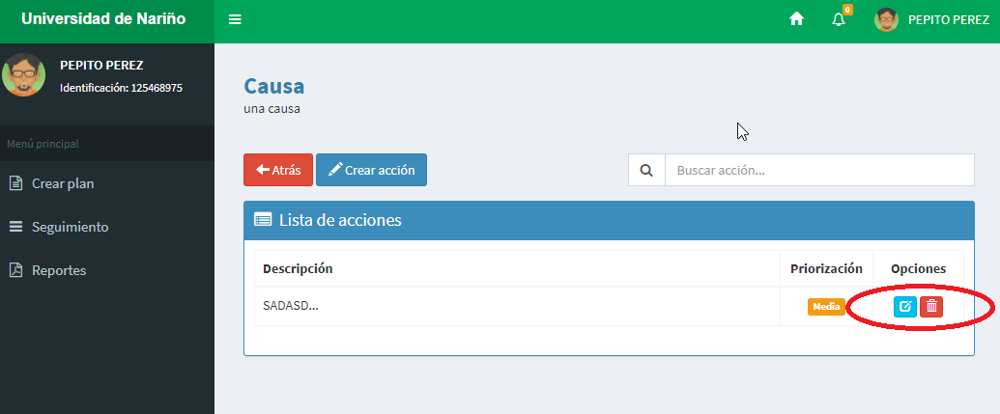 Universidad de Nariño
0
PEPITO PEREZ
PEPITO PEREZ
Identificación: 125468975
Menú principal
Crear plan
Seguimiento
Reportes
Causa
una causa
Atrás
Crear acción
Buscar acción...
Lista de acciones
Descripción
Priorización
Opciones
SADASD...
Media